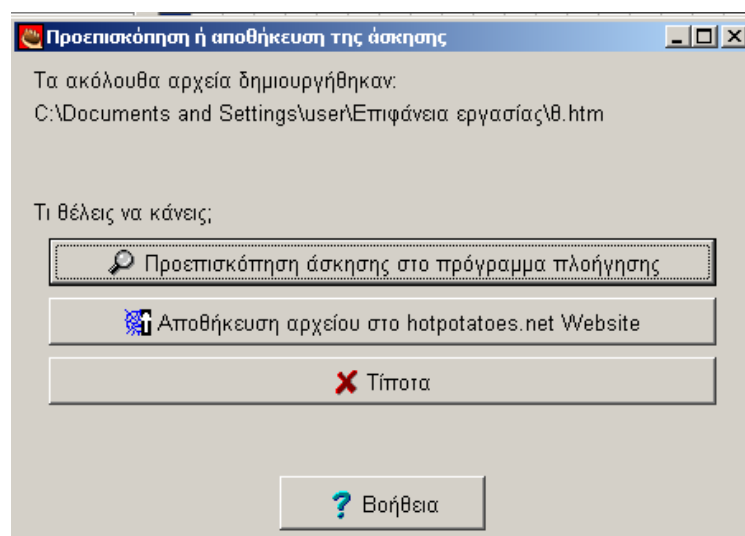 Προεπισκόπηση ή αποθήκευση της άσκησης
Τα ακόλουθα αρχεία δημιουργήθηκαν:
C:\Documents and Settings\user\Επιφάνεια εργασίας\θ.htm
Τι θέλεις να κάνεις;
Προεπισκόπηση άσκησης στο πρόγραμμα πλοήγησης
Αποθήκευση αρχείου στο hotpotatoes.net Website
Τίποτα
? Βοήθεια